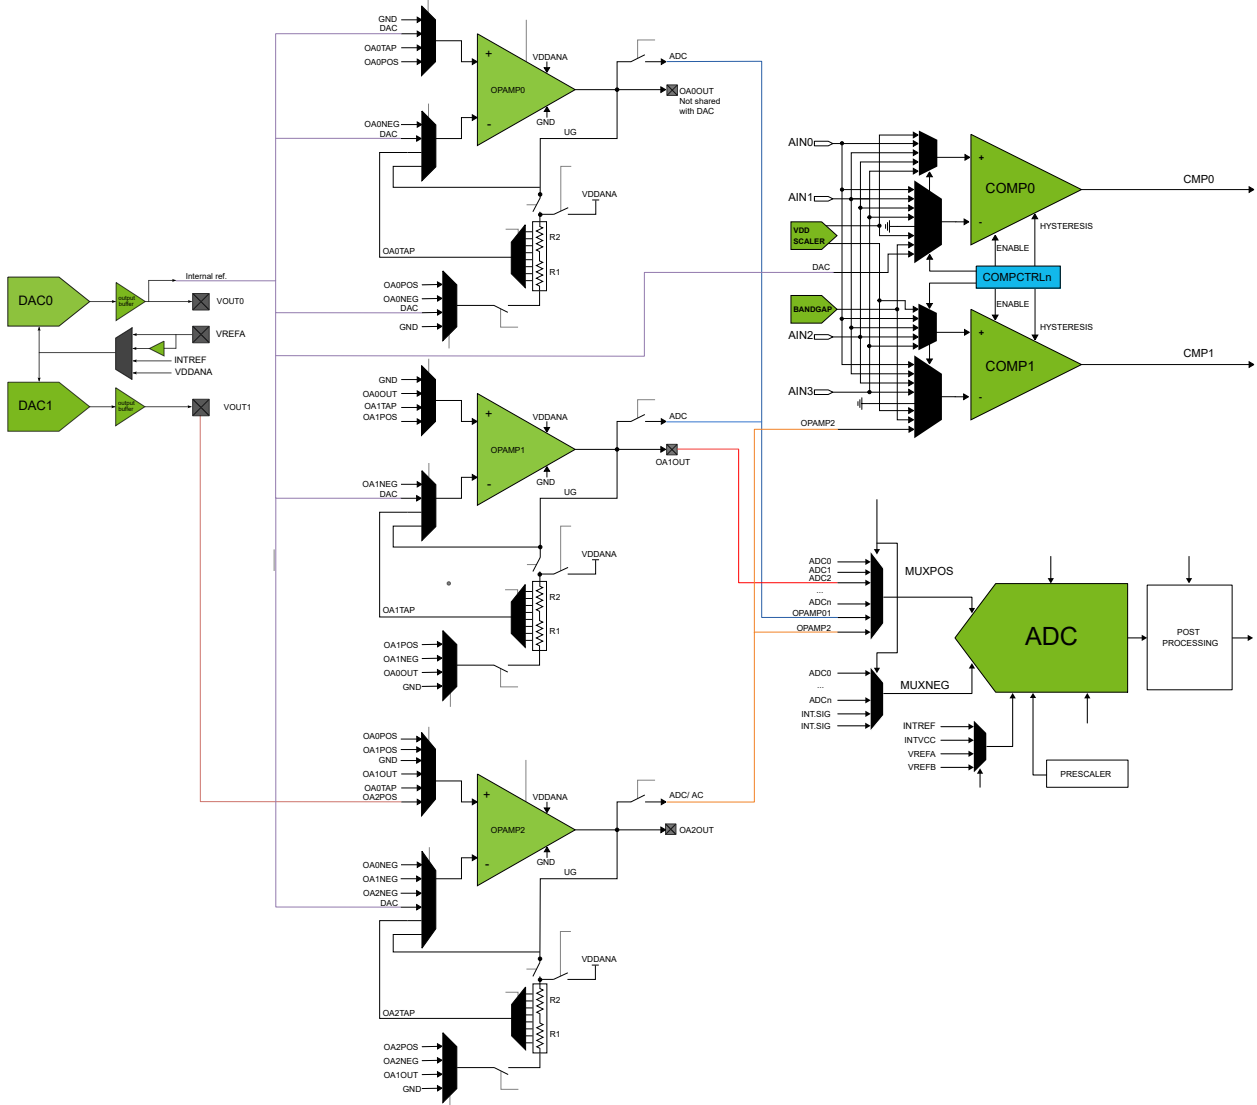 GND
DAC
OA0TAP
OA0POS
VDDANA
OPAMP0
+
-
GND
ADC
OA0OUT
Not shared
with DAC
OA0NEG
DAC
UG
VDDANA
R2
R1
OA0TAP
OA0POS
OA0NEG
DAC
GND
DAC0
output
buffer
Internal ref.
VOUT0
VREFA
INTREF
VDDANA
DAC1
output
buffer
VOUT1
GND
OA0OUT
OA1TAP
OA1POS
VDDANA
OPAMP1
+
-
GND
ADC
OA1OUT
OA1NEG
DAC
UG
VDDANA
R2
R1
OA1TAP
OA1POS
OA1NEG
OA0OUT
GND
OA0POS
OA1POS
GND
OA1OUT
OA0TAP
OA2POS
VDDANA
OPAMP2
+
-
GND
ADC/ AC
OA2OUT
OA0NEG
OA1NEG
OA2NEG
DAC
UG
VDDANA
R2
R1
OA2TAP
OA2POS
OA2NEG
OA1OUT
GND
AIN0
AIN1
VDD
SCALER
DAC
BANDGAP
AIN2
AIN3
OPAMP2
+
COMP0
-
CMP0
HYSTERESIS
ENABLE
COMPCTRLn
ENABLE
HYSTERESIS
+
COMP1
-
CMP1
ADC0
ADC1
ADC2
...
ADCn
OPAMP01
OPAMP2
MUXPOS
ADC0
...
ADCn
INT.SIG
INT.SIG
MUXNEG
ADC
POST
PROCESSING
INTREF
INTVCC
VREFA
VREFB
PRESCALER